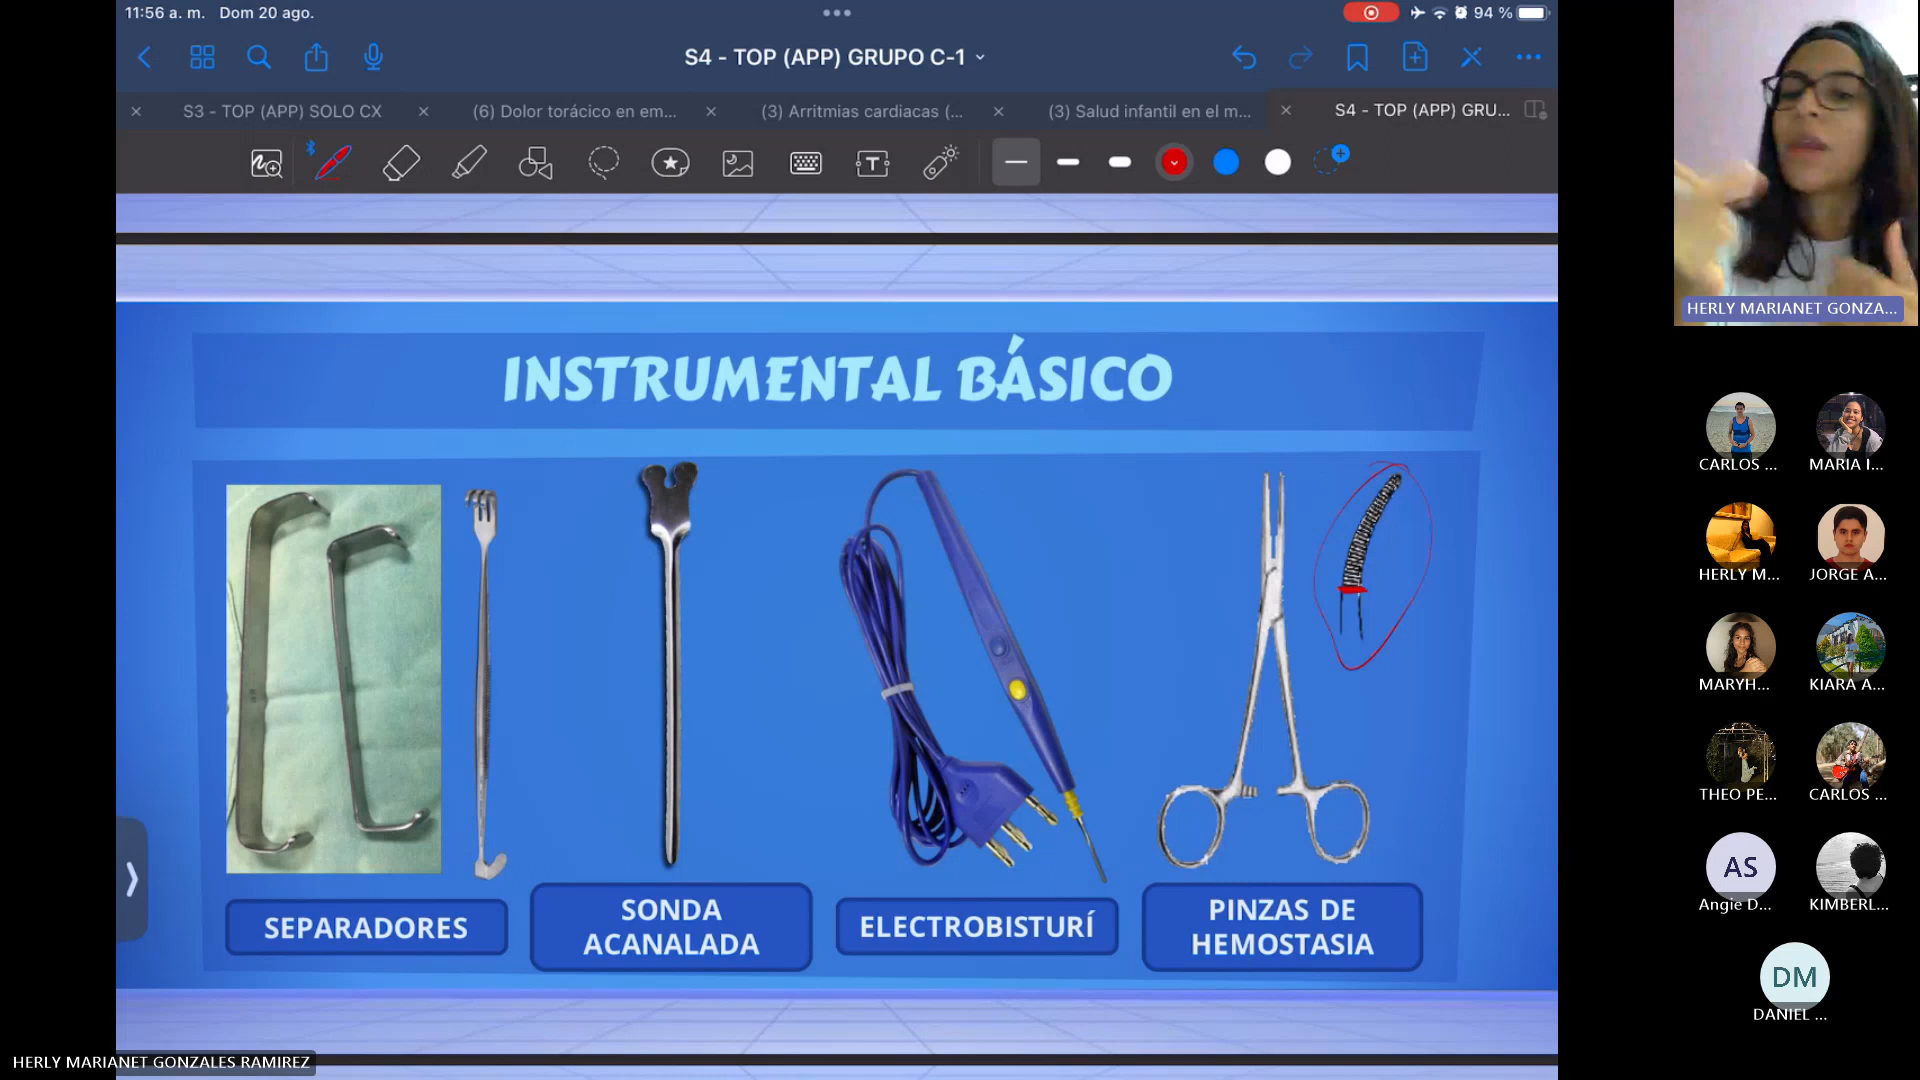 11:56 a. m. Dom 20 ago.
94 %
S4 - TOP (APP) GRUPO C-1
S3 - TOP (APP) SOLO CX
(6) Dolor torácico en em...
(3) Arritmias cardiacas (...
(3) Salud infantil en el m...
S4 - TOP (APP) GRU...
T
INSTRUMENTAL BÁSICO
SEPARADORES
SONDA
ACANALADA
ELECTROBISTURÍ
PINZAS DE
HEMOSTASIA
HERLY MARIANET GONZA...
CARLOS ...
MARIA I...
HERLY M...
JORGE A...
MARYH...
KIARA A...
THEO PE...
CARLOS ...
AS
Angie D...
KIMBERL...
DM
DANIEL ...
HERLY MARIANET GONZALES RAMIREZ